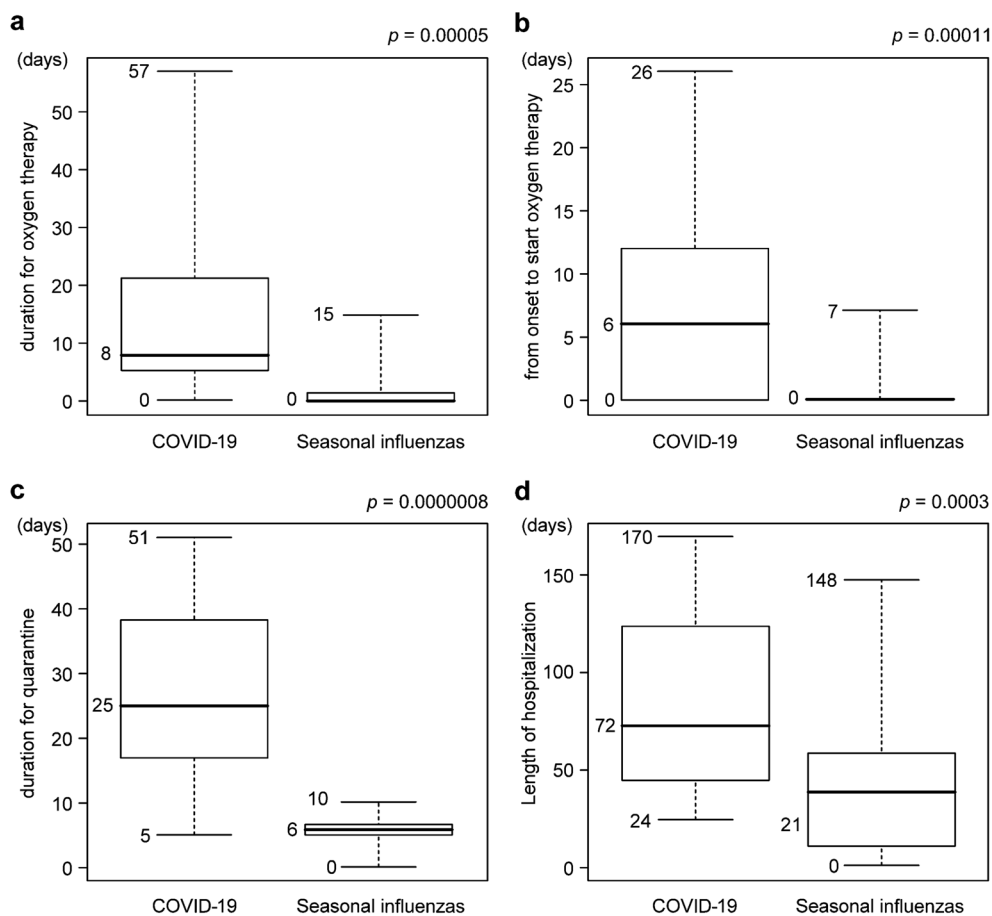 a
p = 0.00005
(days)
duration for oxygen therapy
57
50
40
30
20
15
10
8
0
0
0
COVID-19
Seasonal influenzas
b
p = 0.00011
(days)
from onset to start oxygen therapy
26
25
20
15
10
7
6
5
0
0
0
COVID-19
Seasonal influenzas
c
p = 0.0000008
(days)
duration for quarantine
51
50
40
30
25
20
10
10
6
5
0
0
COVID-19
Seasonal influenzas
d
p = 0.0003
(days)
Length of hospitalization
170
150
148
100
72
50
24
21
0
0
COVID-19
Seasonal influenzas